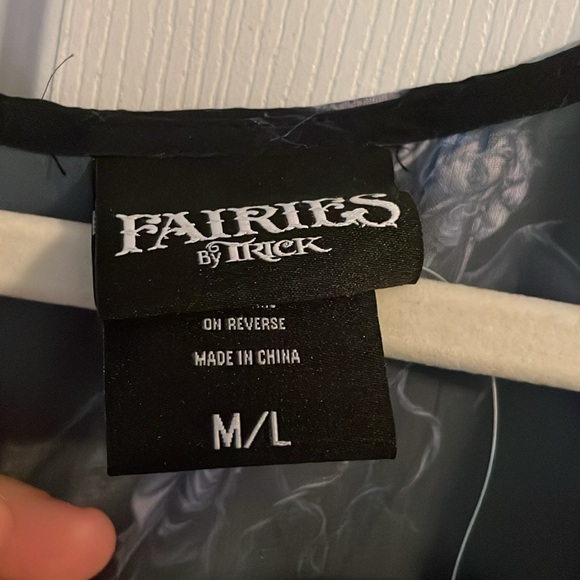 FAIRIES
By TRICK
ON REVERSE
MADE IN CHINA
M/L